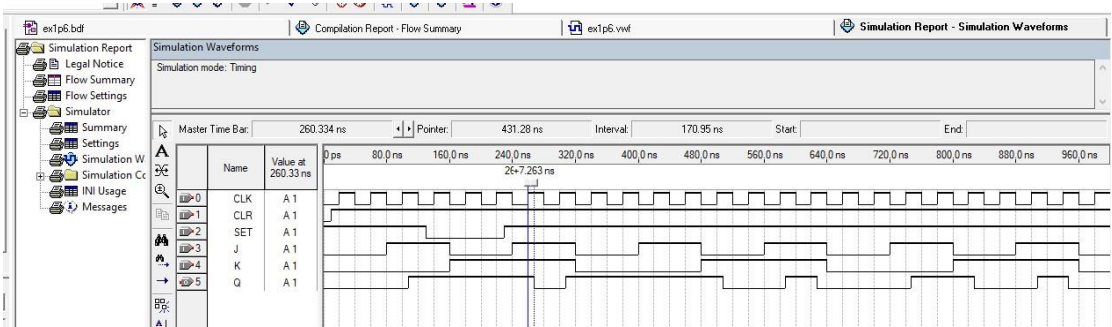 ex1p6.bdf
Compilation Report - Flow Summary
ex1p6.vwf
Simulation Report - Simulation Waveforms
Simulation Report
Legal Notice
Flow Summary
Flow Settings
Simulator
Summary
Settings
Simulation W
Simulation Cc
INI Usage
Messages
Simulation Waveforms
Simulation mode: Timing
Master Time Bar: 260.334 ns Pointer: 431.28 ns Interval: 170.95 ns Start: End:
Name Value at 260.33 ns
0 ps 80.0 ns 160.0 ns 240.0 ns 320.0 ns 400.0 ns 480.0 ns 560.0 ns 640.0 ns 720.0 ns 800.0 ns 880.0 ns 960.0 ns
0 CLK A 1
1 CLR A 1
2 SET A 1
3 J A 1
4 K A 1
5 Q A 1